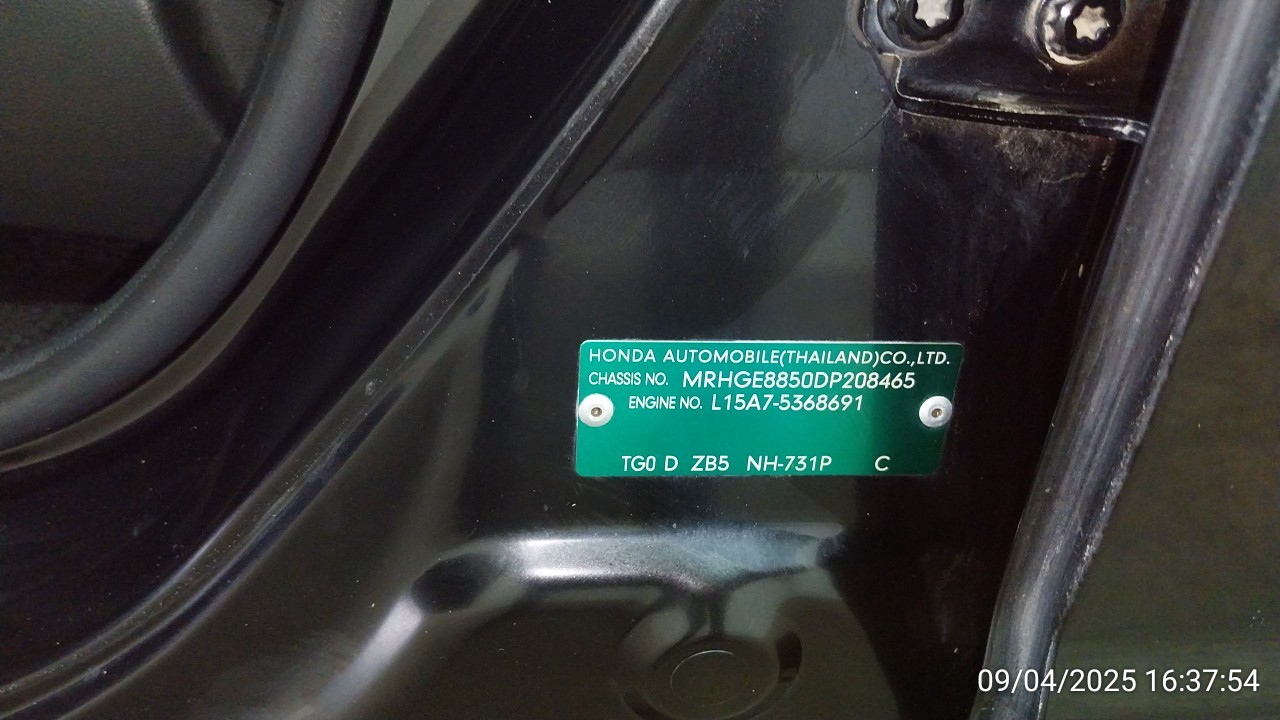 HONDA AUTOMOBILE(THAILAND)CO.,LTD.
CHASSIS NO. MRHGE8850DP208465
ENGINE NO. L15A7-5368691
TG0 D ZB5 NH-731P C
09/04/2025 16:37:54